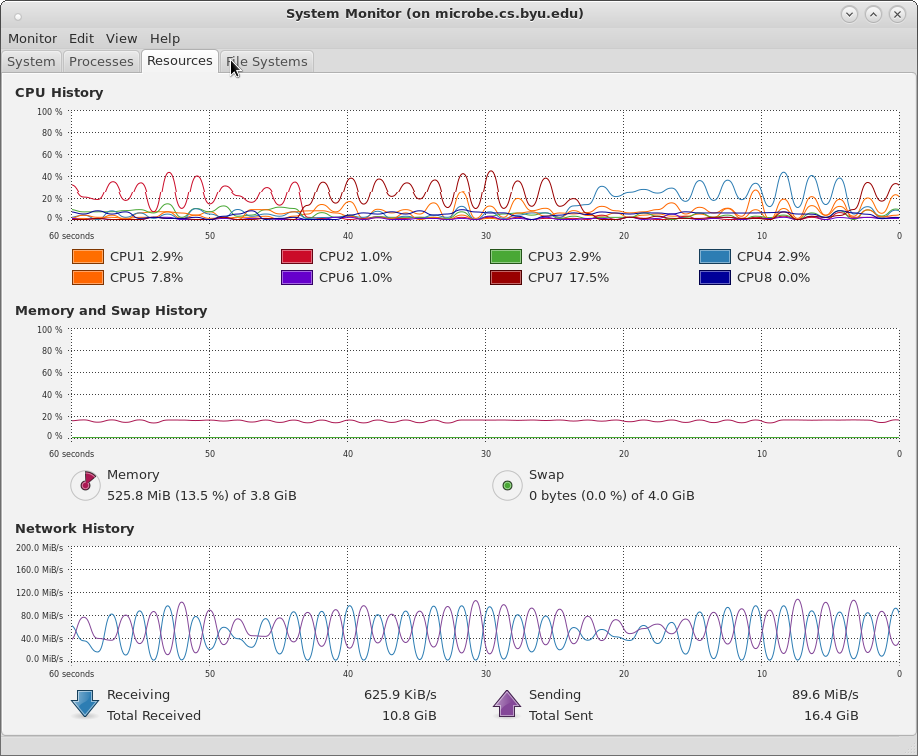 System Monitor (on microbe.cs.byu.edu)
Monitor Edit View Help
System Processes Resources File Systems
CPU History
100 %
80 %
60 %
40 %
20 %
0 %
60 seconds 50 40 30 20 10 0
CPU1 2.9% CPU2 1.0% CPU3 2.9% CPU4 2.9%
CPU5 7.8% CPU6 1.0% CPU7 17.5% CPU8 0.0%
Memory and Swap History
100 %
80 %
60 %
40 %
20 %
0 %
60 seconds 50 40 30 20 10 0
Memory Swap
525.8 MiB (13.5 %) of 3.8 GiB 0 bytes (0.0 %) of 4.0 GiB
Network History
200.0 MiB/s
160.0 MiB/s
120.0 MiB/s
80.0 MiB/s
40.0 MiB/s
0.0 MiB/s
60 seconds 50 40 30 20 10 0
Receiving 625.9 KiB/s Sending 89.6 MiB/s
Total Received 10.8 GiB Total Sent 16.4 GiB